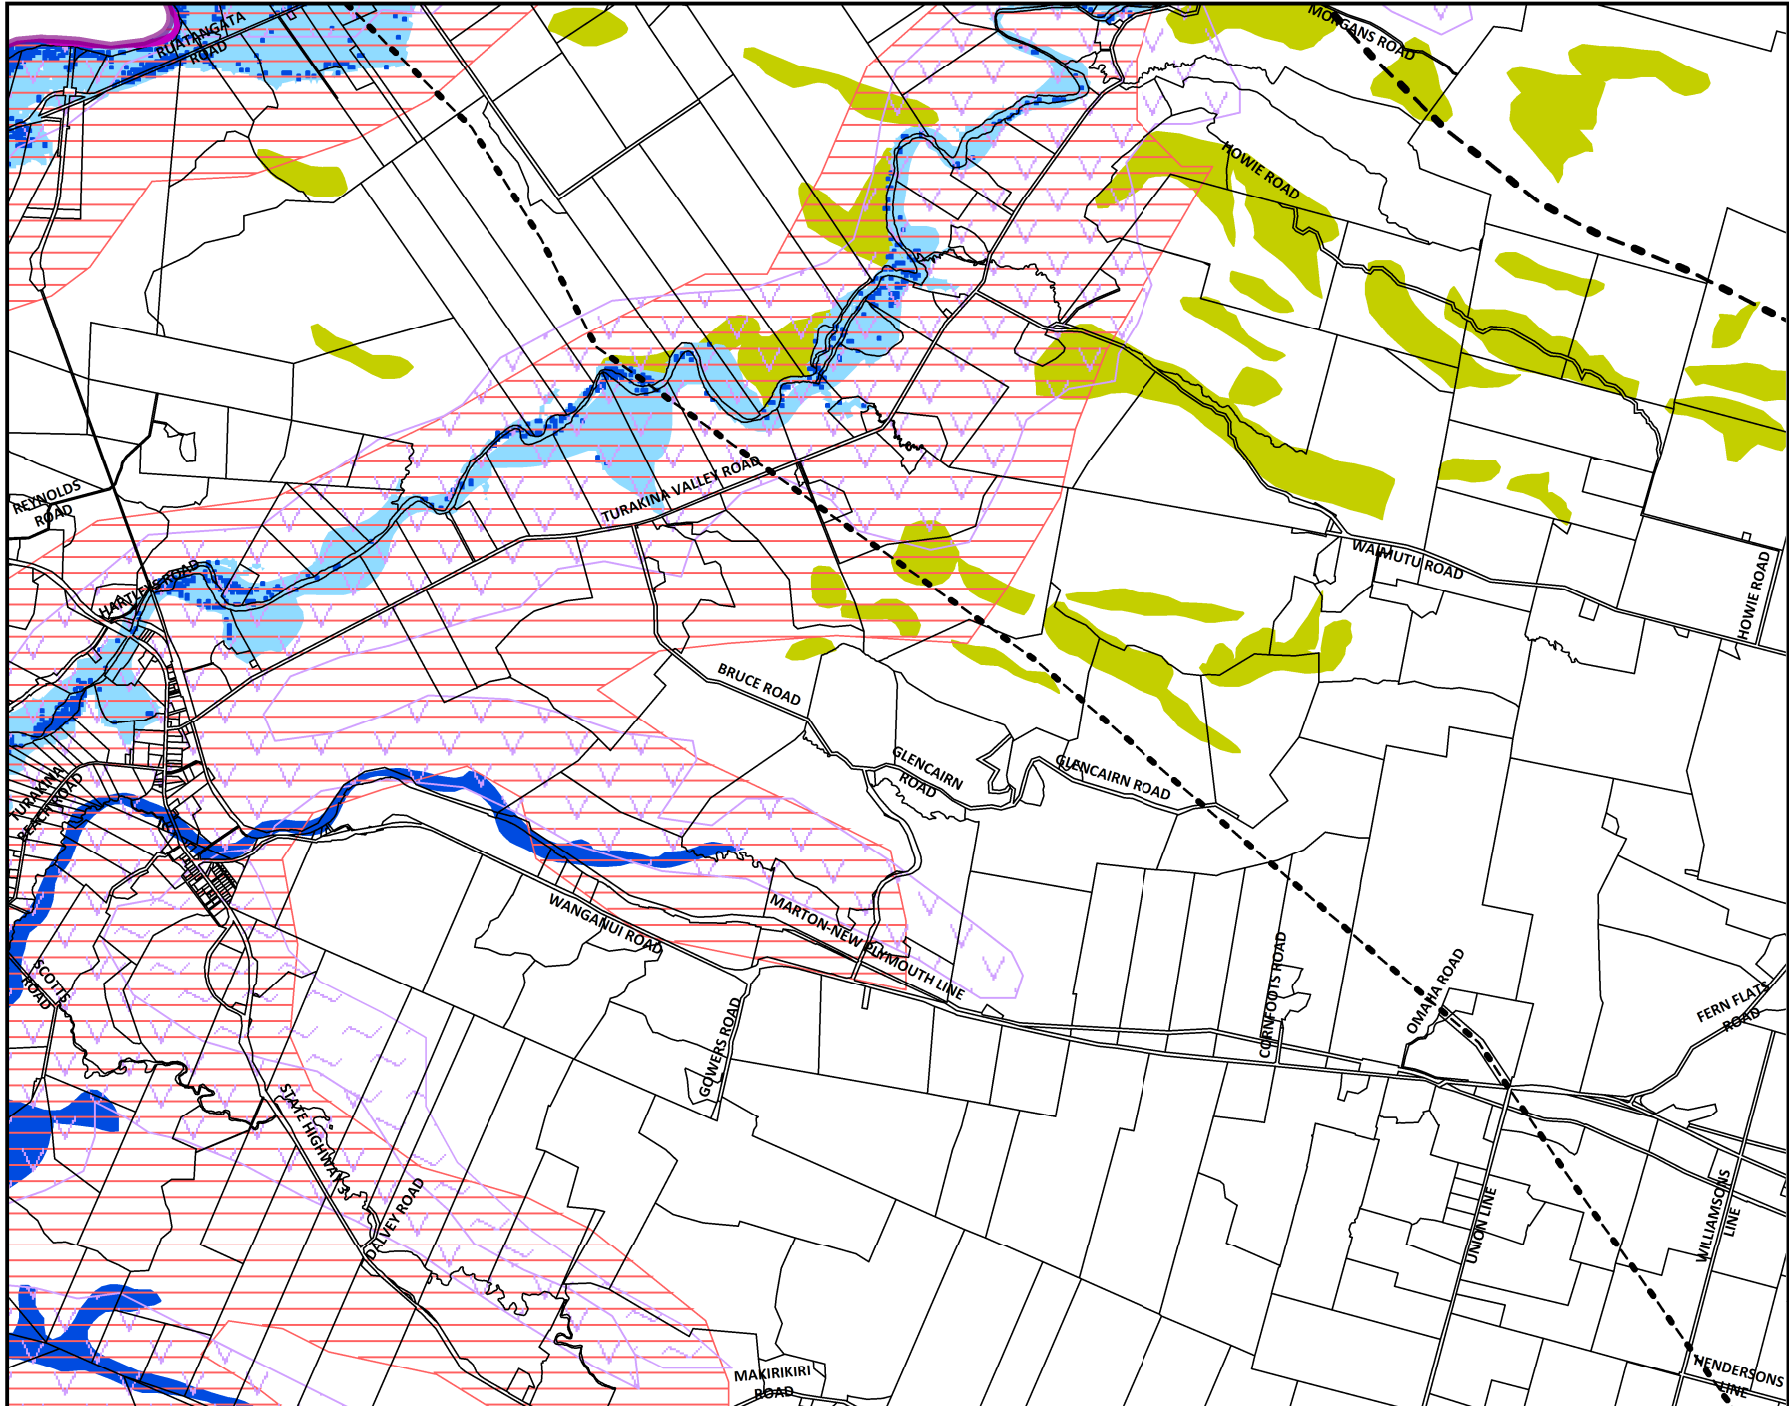 RUATANGATA
ROAD
MORGANS ROAD
HOWIE ROAD
REYNOLDS
ROAD
TURAKINA VALLEY ROAD
HARTLEYS ROAD
WAIMUTU ROAD
HOWIE ROAD
BRUCE ROAD
GLENCAIRN
ROAD
GLENCAIRN ROAD
TURAKINA
BEACH ROAD
WANGANUI ROAD
MARTON-NEW PLYMOUTH LINE
SCOTTS
ROAD
GOWERS ROAD
CORNFOOTS ROAD
OMAHA ROAD
FERN FLATS
ROAD
STATE HIGHWAY 3
DALVEY ROAD
UNION LINE
WILLIAMSONS
LINE
MAKIRIKIRI
ROAD
HENDERSONS
LINE